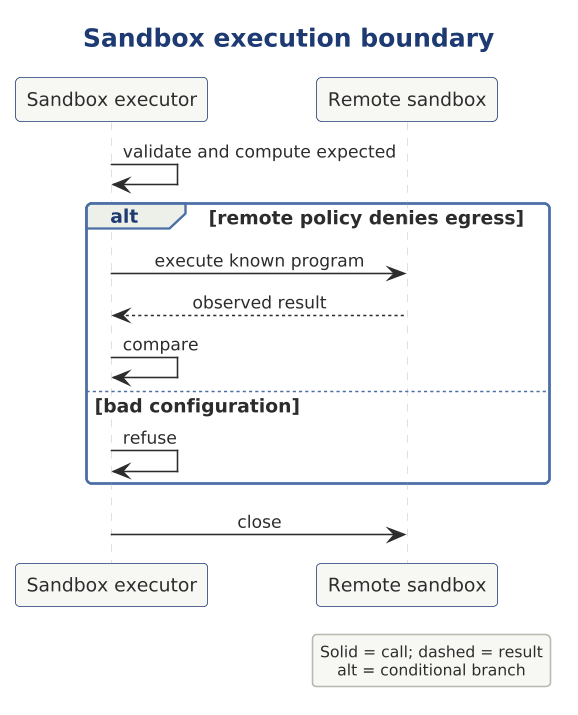 Sandbox execution boundary
Sandbox executor
Remote sandbox
validate and compute expected
alt
[remote policy denies egress]
execute known program
observed result
compare
[bad configuration]
refuse
close
Sandbox executor
Remote sandbox
Solid = call; dashed = result
alt = conditional branch